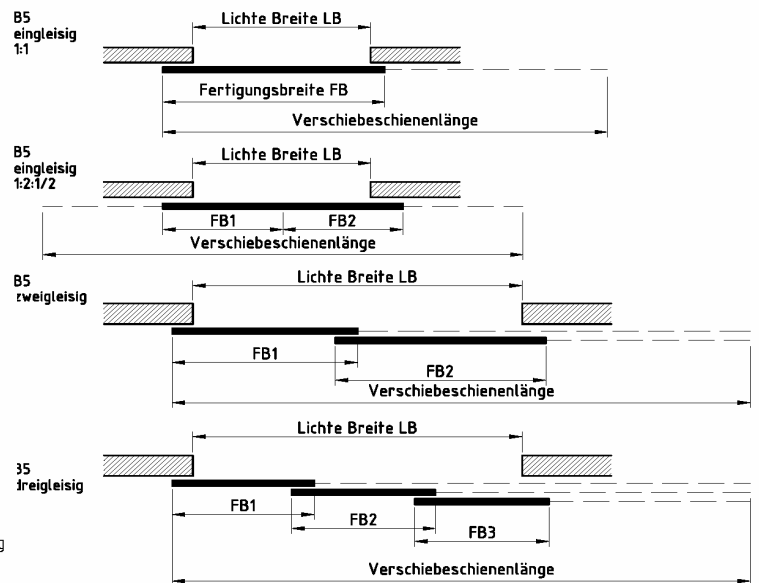 B5
eingleisig
1:1
Lichte Breite LB
Fertigungsbreite FB
Verschiebeschienenlänge
B5
eingleisig
1:2:1/2
Lichte Breite LB
FB1 FB2
Verschiebeschienenlänge
B5
zweigleisig
Lichte Breite LB
FB1
FB2
Verschiebeschienenlänge
B5
dreigleisig
Lichte Breite LB
FB1
FB2
FB3
g
Verschiebeschienenlänge